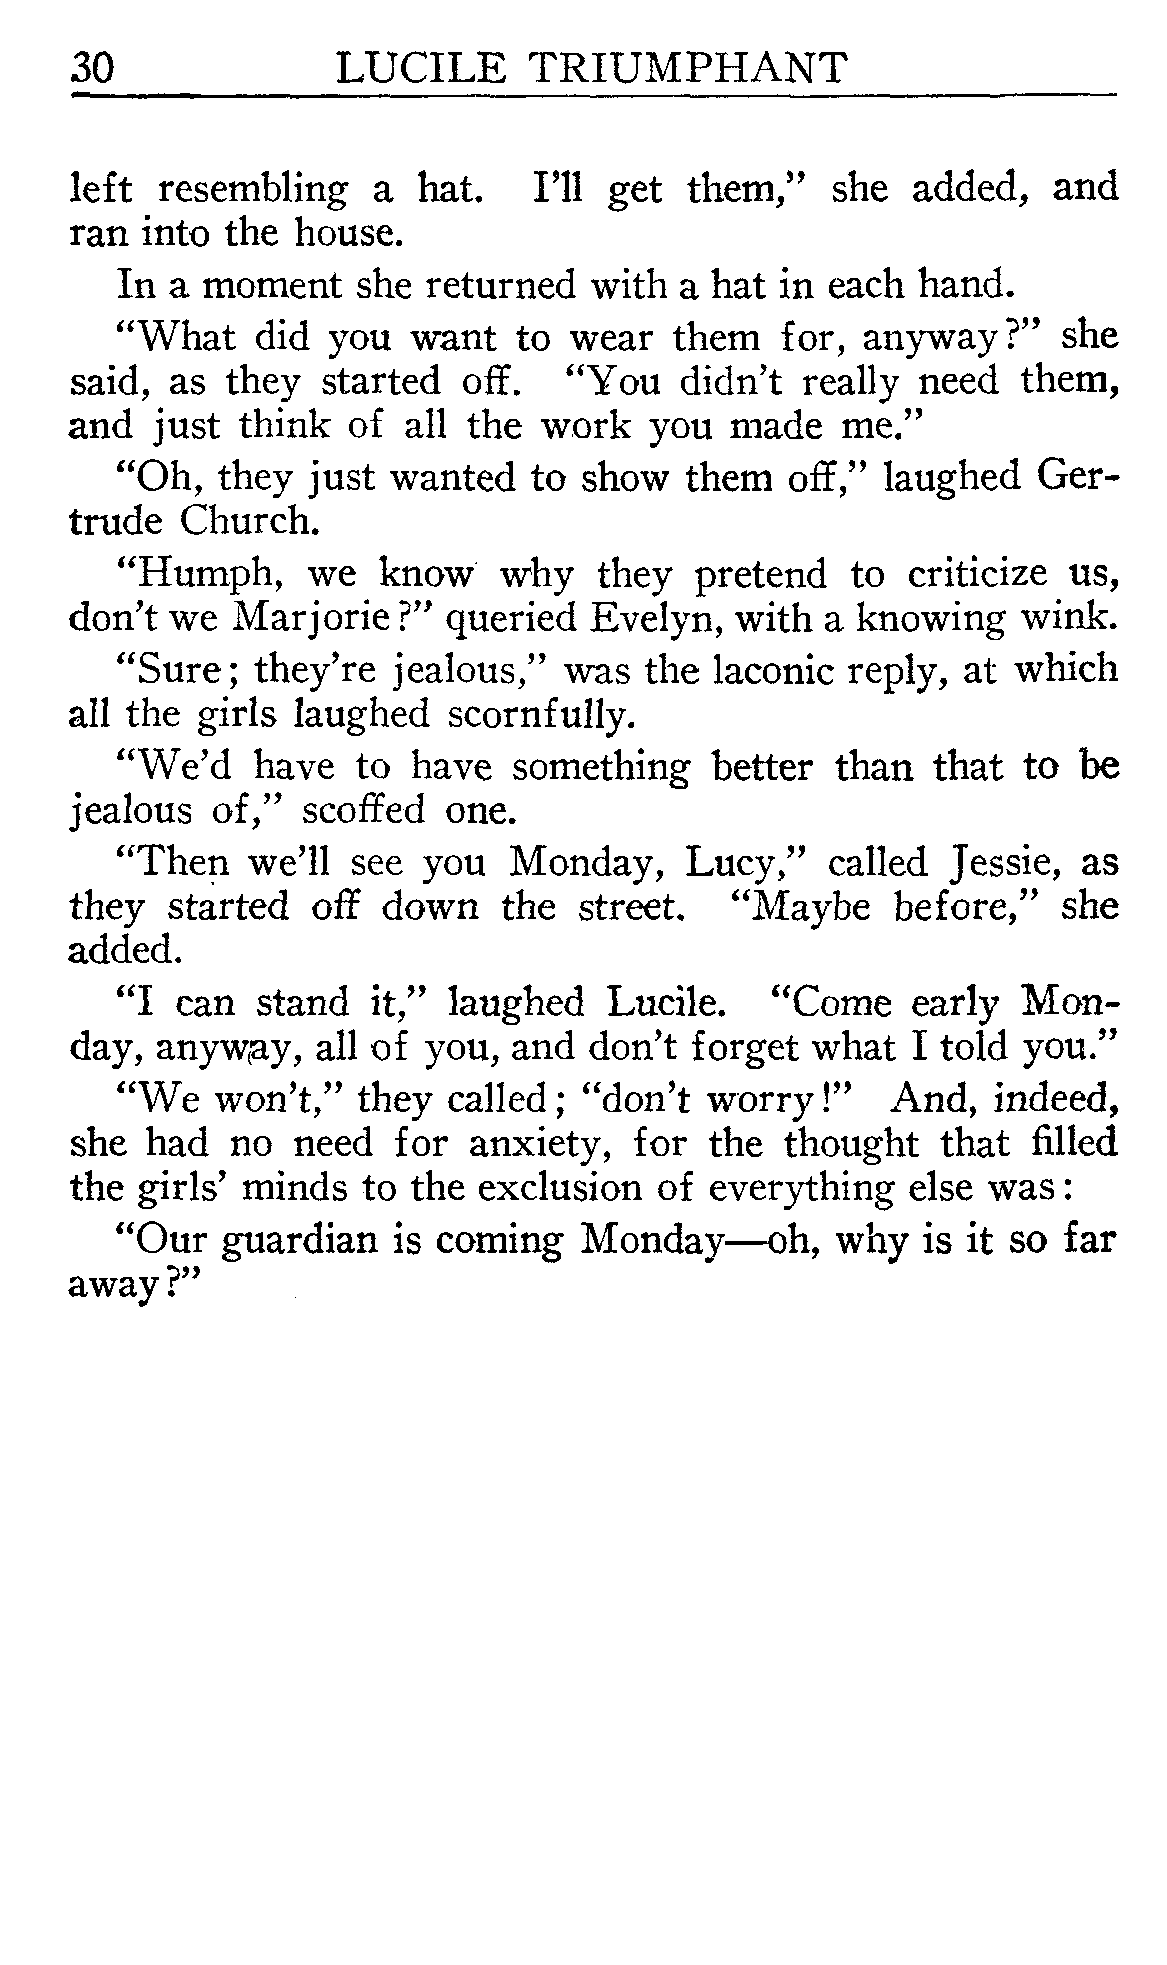 30 LUCILE TRIUMPHANT
left resembling a hat. I'll get them,” she added, and
ran into the house.
In a moment she returned with a hat in each hand.
“What did you want to wear them for, anyway?” she
said, as they started off. “You didn't really need them,
and just think of all the work you made me.”
“Oh, they just wanted to show them off,” laughed Ger-
trude Church.
“Humph, we know why they pretend to criticize us,
don't we Marjorie?” queried Evelyn, with a knowing wink.
“Sure; they're jealous,” was the laconic reply, at which
all the girls laughed scornfully.
“We'd have to have something better than that to be
jealous of,” scoffed one.
“Then we'll see you Monday, Lucy,” called Jessie, as
they started off down the street. “Maybe before,” she
added.
“I can stand it,” laughed Lucile. “Come early Mon-
day, anyway, all of you, and don't forget what I told you.”
“We won't,” they called; “don't worry!” And, indeed,
she had no need for anxiety, for the thought that filled
the girls' minds to the exclusion of everything else was:
“Our guardian is coming Monday—oh, why is it so far
away?”